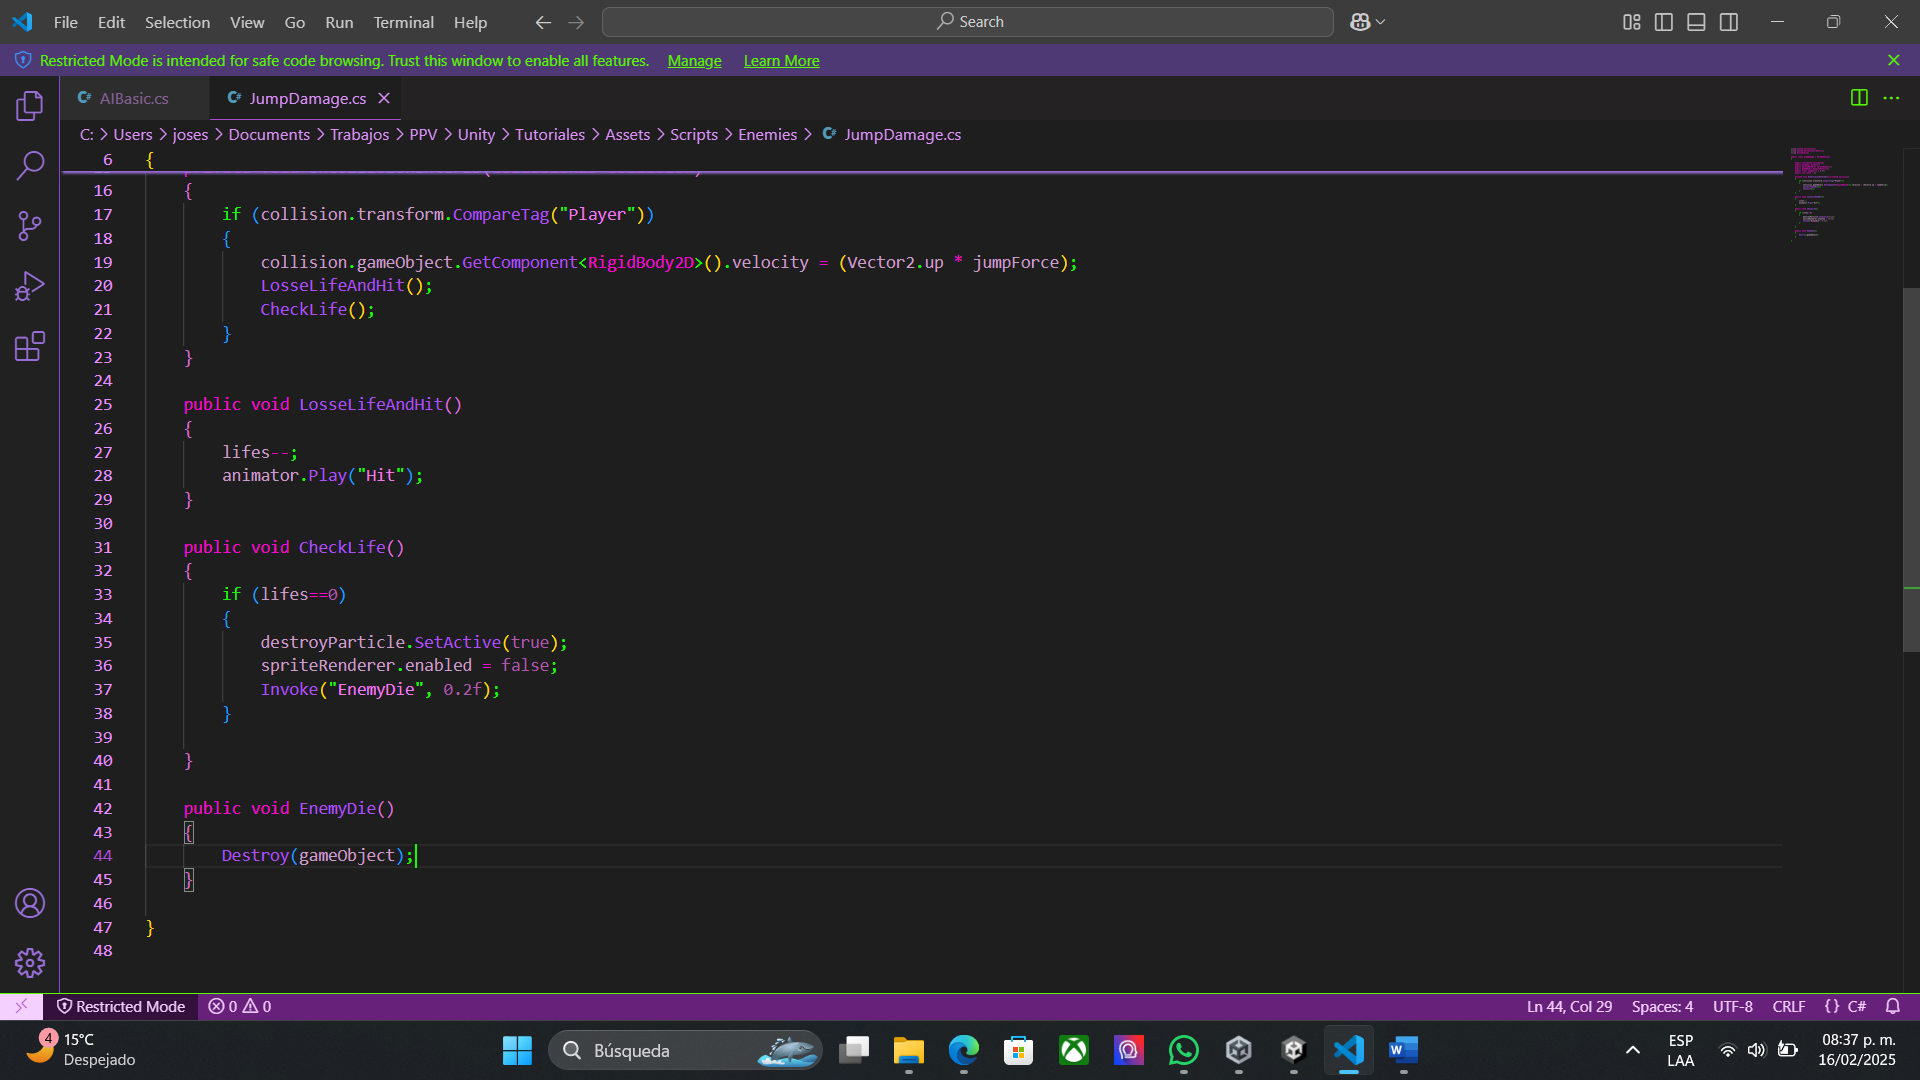 File Edit Selection View Go Run Terminal Help Search
Restricted Mode is intended for safe code browsing. Trust this window to enable all features. Manage Learn More
AIBasic.cs JumpDamage.cs
C: > Users > joses > Documents > Trabajos > PPV > Unity > Tutoriales > Assets > Scripts > Enemies > JumpDamage.cs
6 {
16 {
17 if (collision.transform.CompareTag("Player"))
18 {
19 collision.gameObject.GetComponent<RigidBody2D>().velocity = (Vector2.up * jumpForce);
20 LosseLifeAndHit();
21 CheckLife();
22 }
23 }
24
25 public void LosseLifeAndHit()
26 {
27 lifes--;
28 animator.Play("Hit");
29 }
30
31 public void CheckLife()
32 {
33 if (lifes==0)
34 {
35 destroyParticle.SetActive(true);
36 spriteRenderer.enabled = false;
37 Invoke("EnemyDie", 0.2f);
38 }
39
40 }
41
42 public void EnemyDie()
43 {
44 Destroy(gameObject);
45 }
46
47 }
48
Restricted Mode 0 0 Ln 44, Col 29 Spaces: 4 UTF-8 CRLF {} C#
4 15°C
Despejado
Búsqueda
ESP
LAA
08:37 p. m.
16/02/2025